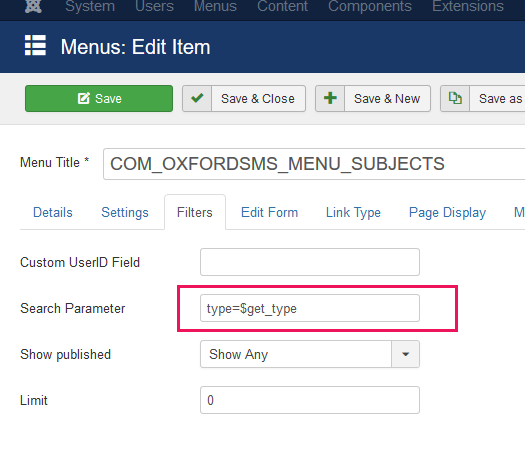 System Users Menus Content Components Extensions
Menus: Edit Item
Save Save & Close Save & New Save as
Menu Title * COM_OXFORDSMS_MENU_SUBJECTS
Details Settings Filters Edit Form Link Type Page Display M
Custom UserID Field
Search Parameter type=$get_type
Show published Show Any
Limit 0